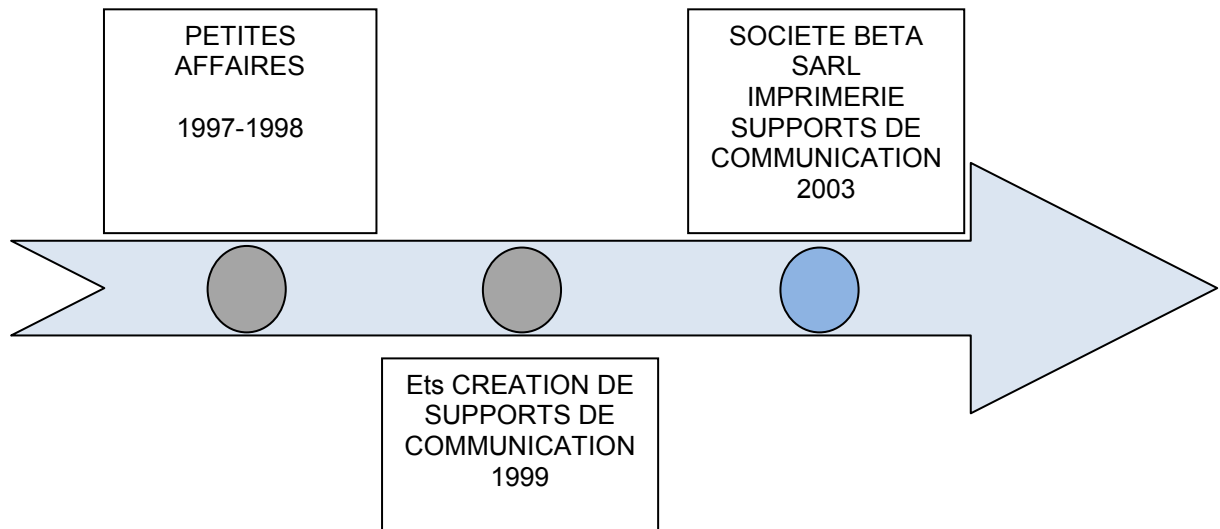 PETITES
AFFAIRES
1997-1998
Ets CREATION DE
SUPPORTS DE
COMMUNICATION
1999
SOCIETE BETA
SARL
IMPRIMERIE
SUPPORTS DE
COMMUNICATION
2003